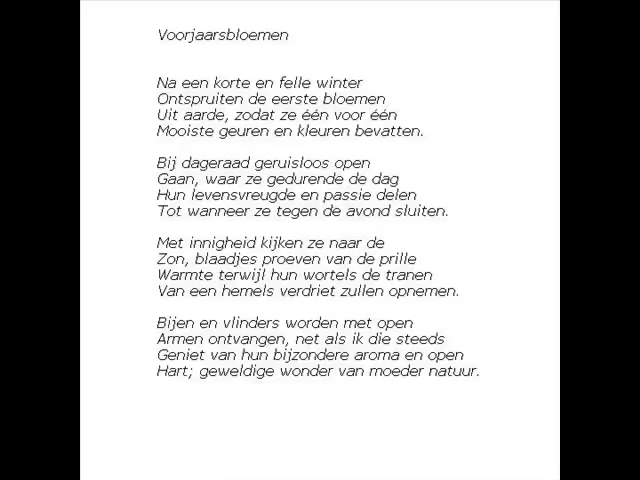 Voorjaarsbloemen
Na een korte en felle winter
Ontspruiten de eerste bloemen
Uit aarde, zodat ze één voor één
Mooiste geuren en kleuren bevatten.
Bij dageraad geruisloos open
Gaan, waar ze gedurende de dag
Hun levensvreugde en passie delen
Tot wanneer ze tegen de avond sluiten.
Met innigheid kijken ze naar de
Zon, blaadjes proeven van de prille
Warmte terwijl hun wortels de tranen
Van een hemels verdriet zullen opnemen.
Bijen en vlinders worden met open
Armen ontvangen, net als ik die steeds
Geniet van hun bijzondere aroma en open
Hart; geweldige wonder van moeder natuur.